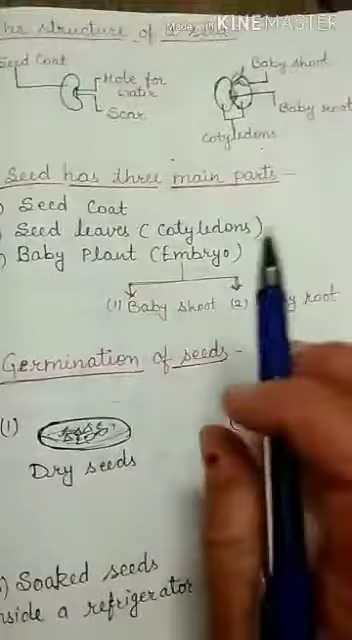 the structure of a seed
Made with KINEMASTER
Seed Coat
Hole for
water
Scar
Baby shoot
Baby root
Cotyledons
Seed has three main parts -
) Seed Coat
) Seed leaves (Cotyledons)
) Baby Plant (Embryo)
(1) Baby shoot (2) root
Germination of seeds -
(1)
Dry seeds
) Soaked seeds
inside a refrigerator